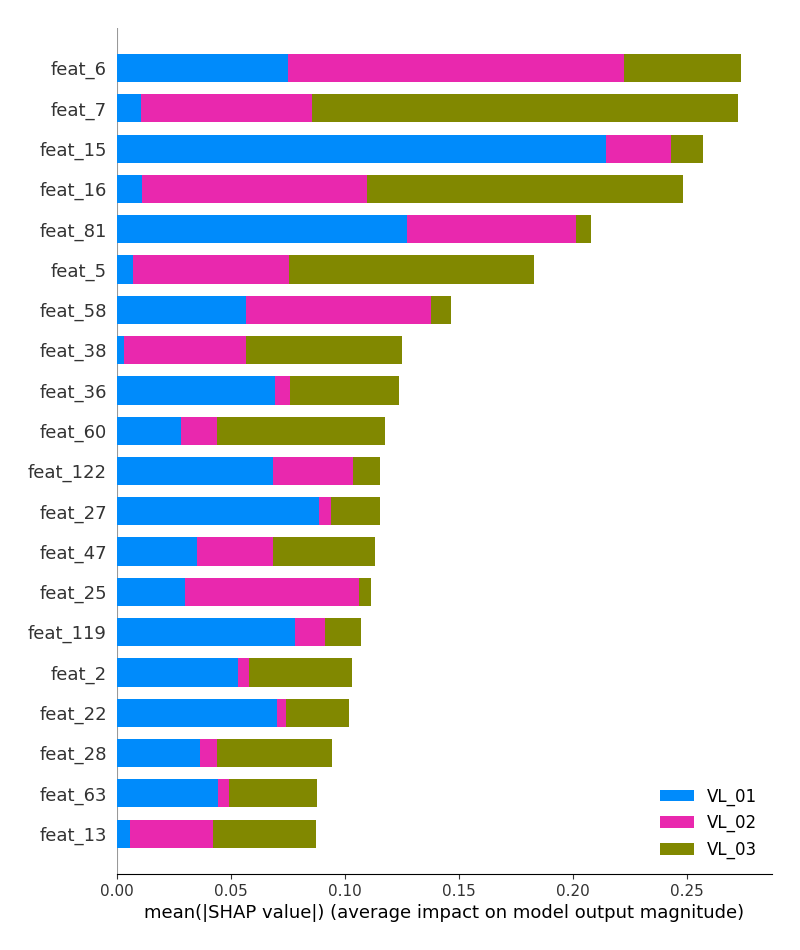 feat_6
feat_7
feat_15
feat_16
feat_81
feat_5
feat_58
feat_38
feat_36
feat_60
feat_122
feat_27
feat_47
feat_25
feat_119
feat_2
feat_22
feat_28
feat_63
feat_13
VL_01
VL_02
VL_03
0.00 0.05 0.10 0.15 0.20 0.25
mean(|SHAP value|) (average impact on model output magnitude)